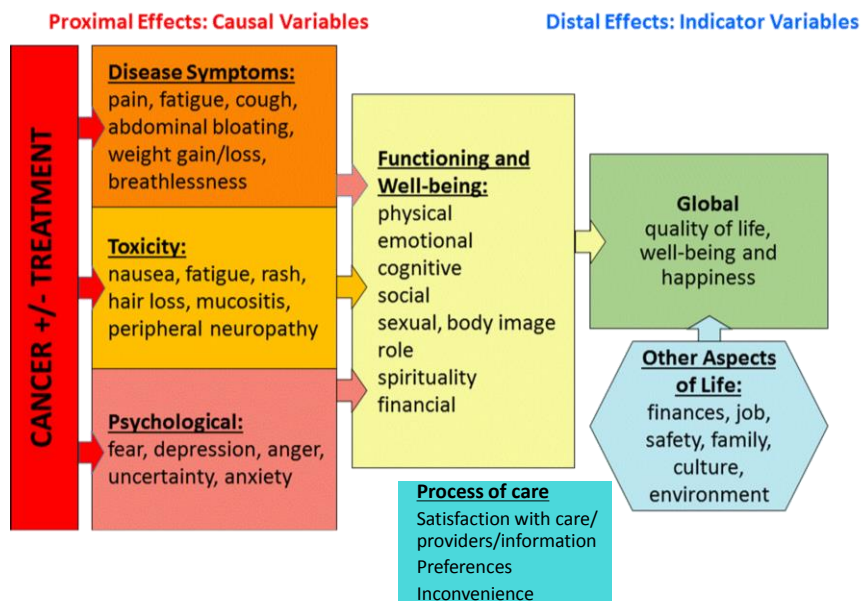 Proximal Effects: Causal Variables
Distal Effects: Indicator Variables
CANCER +/- TREATMENT
Disease Symptoms:
pain, fatigue, cough,
abdominal bloating,
weight gain/loss,
breathlessness
Toxicity:
nausea, fatigue, rash,
hair loss, mucositis,
peripheral neuropathy
Psychological:
fear, depression, anger,
uncertainty, anxiety
Functioning and
Well-being:
physical
emotional
cognitive
social
sexual, body image
role
spirituality
financial
Process of care
Satisfaction with care/
providers/information
Preferences
Inconvenience
Global
quality of life,
well-being and
happiness
Other Aspects
of Life:
finances, job,
safety, family,
culture,
environment